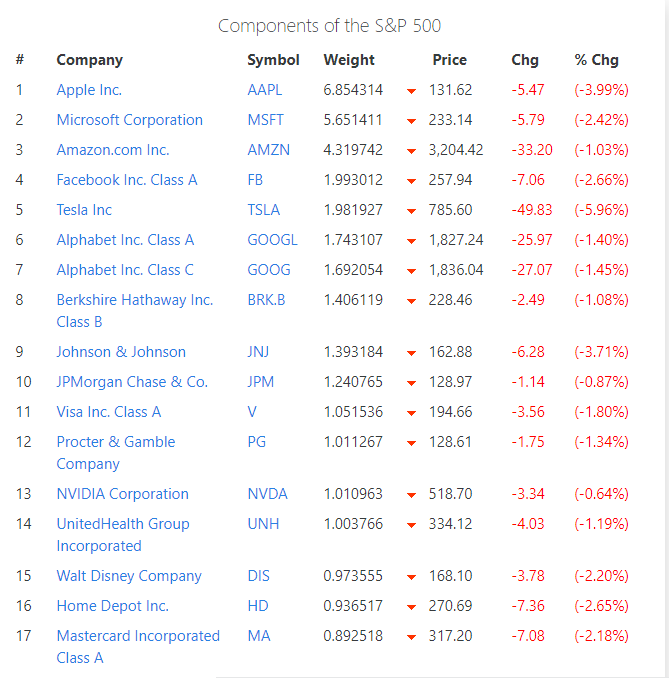 Components of the S&P 500
# Company Symbol Weight Price Chg % Chg
1 Apple Inc. AAPL 6.854314 131.62 -5.47 (-3.99%)
2 Microsoft Corporation MSFT 5.651411 233.14 -5.79 (-2.42%)
3 Amazon.com Inc. AMZN 4.319742 3,204.42 -33.20 (-1.03%)
4 Facebook Inc. Class A FB 1.993012 257.94 -7.06 (-2.66%)
5 Tesla Inc TSLA 1.981927 785.60 -49.83 (-5.96%)
6 Alphabet Inc. Class A GOOGL 1.743107 1,827.24 -25.97 (-1.40%)
7 Alphabet Inc. Class C GOOG 1.692054 1,836.04 -27.07 (-1.45%)
8 Berkshire Hathaway Inc. BRK.B 1.406119 228.46 -2.49 (-1.08%)
Class B
9 Johnson & Johnson JNJ 1.393184 162.88 -6.28 (-3.71%)
10 JPMorgan Chase & Co. JPM 1.240765 128.97 -1.14 (-0.87%)
11 Visa Inc. Class A V 1.051536 194.66 -3.56 (-1.80%)
12 Procter & Gamble PG 1.011267 128.61 -1.75 (-1.34%)
Company
13 NVIDIA Corporation NVDA 1.010963 518.70 -3.34 (-0.64%)
14 UnitedHealth Group UNH 1.003766 334.12 -4.03 (-1.19%)
Incorporated
15 Walt Disney Company DIS 0.973555 168.10 -3.78 (-2.20%)
16 Home Depot Inc. HD 0.936517 270.69 -7.36 (-2.65%)
17 Mastercard Incorporated MA 0.892518 317.20 -7.08 (-2.18%)
Class A